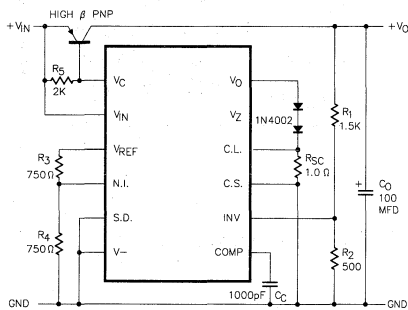 HIGH β PNP
+VIN
+VO
R5
2K
VC
VIN
VREF
N.I.
S.D.
V−
VO
VZ
C.L.
C.S.
INV
COMP
1N4002
R1
1.5K
RSC
1.0 Ω
R3
750Ω
R4
750Ω
+
CO
100
MFD
R2
500
1000pF
CC
GND
GND